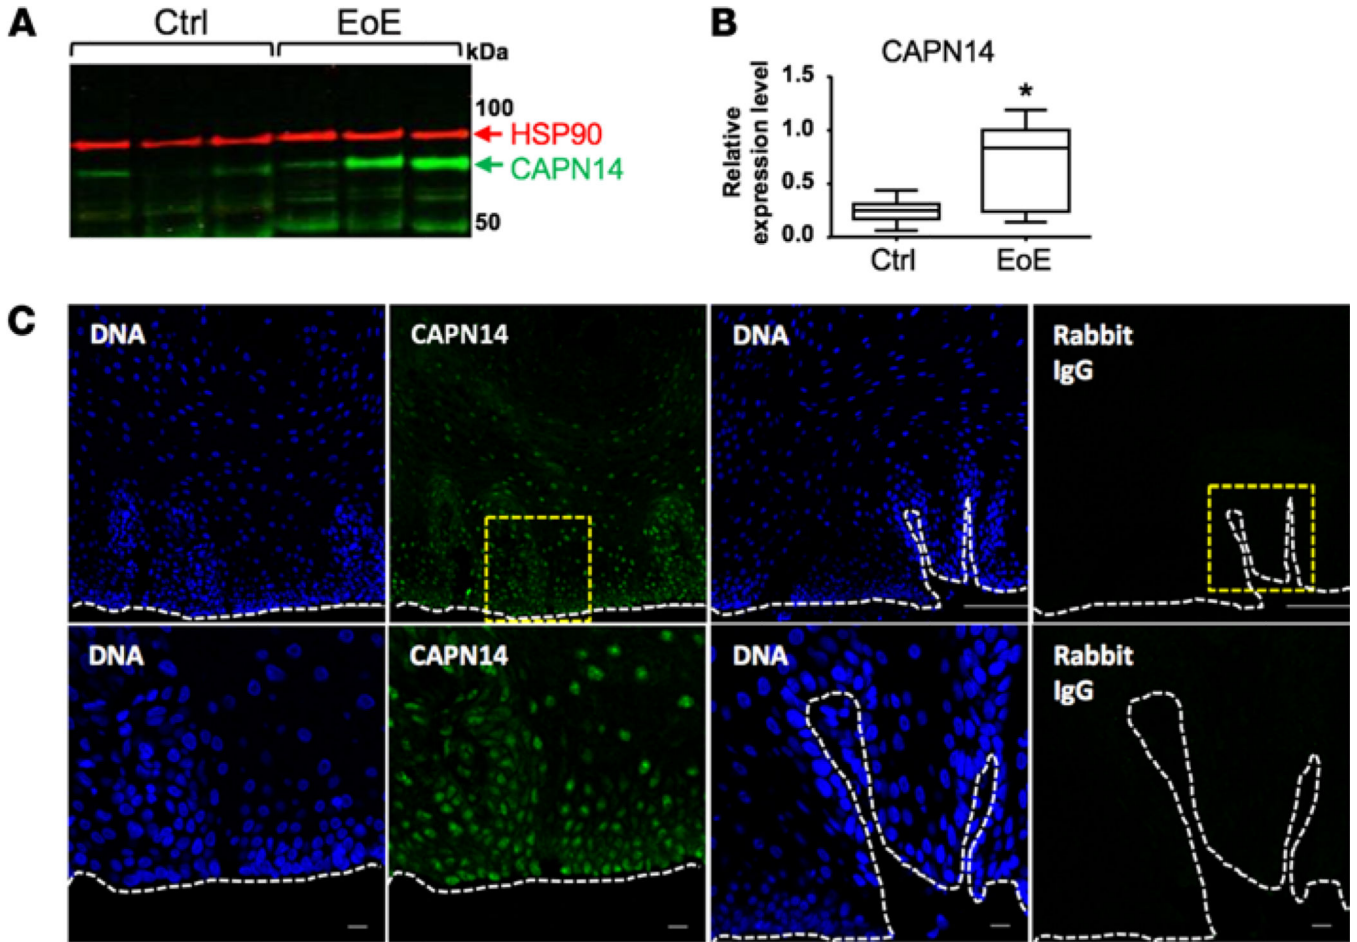 A
Ctrl
EoE
kDa
100
HSP90
CAPN14
50
B
CAPN14
Relative
expression level
1.5
1.0
0.5
0.0
*
Ctrl
EoE
C
DNA
CAPN14
DNA
Rabbit
IgG
DNA
CAPN14
DNA
Rabbit
IgG